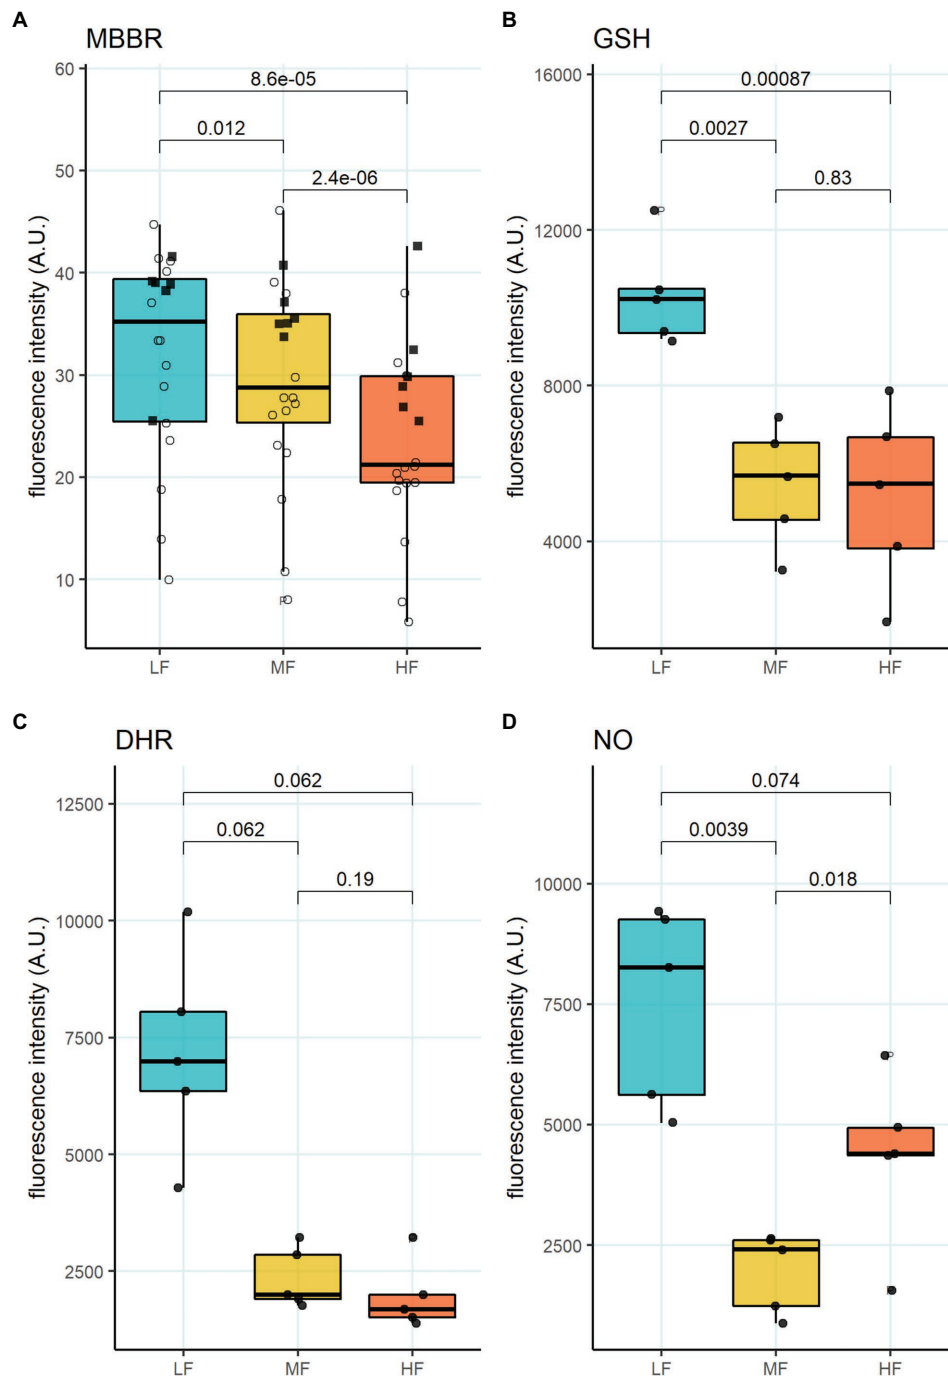 A
MBBR
fluorescence intensity (A.U.)
60
50
40
30
20
10
8.6e-05
0.012
2.4e-06
LF MF HF
B
GSH
fluorescence intensity (A.U.)
16000
12000
8000
4000
0.00087
0.0027
0.83
LF MF HF
C
DHR
fluorescence intensity (A.U.)
12500
10000
7500
5000
2500
0.062
0.062
0.19
LF MF HF
D
NO
fluorescence intensity (A.U.)
10000
7500
5000
2500
0.074
0.0039
0.018
LF MF HF